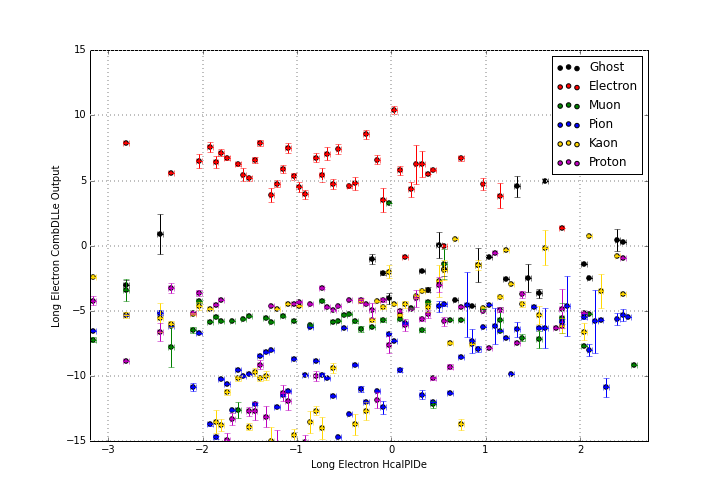 15
10
5
0
−5
−10
−15
Long Electron CombDLLe Output
Ghost
Electron
Muon
Pion
Kaon
Proton
−3 −2 −1 0 1 2
Long Electron HcalPIDe